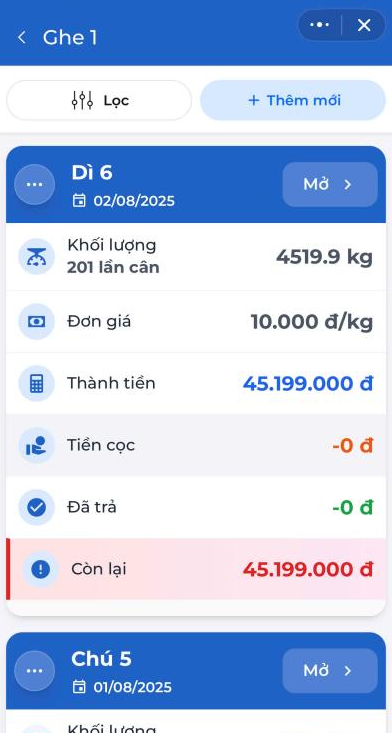 Ghe 1
Lọc
+ Thêm mới
Dì 6
Mở
02/08/2025
Khối lượng
201 lần cân
4519.9 kg
Đơn giá
10.000 đ/kg
Thành tiền
45.199.000 đ
Tiền cọc
-0 đ
Đã trả
-0 đ
Còn lại
45.199.000 đ
Chú 5
Mở
01/08/2025
Khối lượng